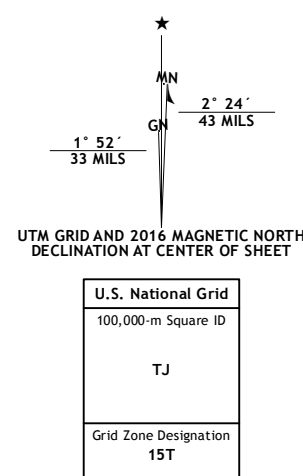 ★
MN
GN
2° 24´
43 MILS
1° 52´
33 MILS
UTM GRID AND 2016 MAGNETIC NORTH
DECLINATION AT CENTER OF SHEET
U.S. National Grid
100,000-m Square ID
TJ
Grid Zone Designation
15T